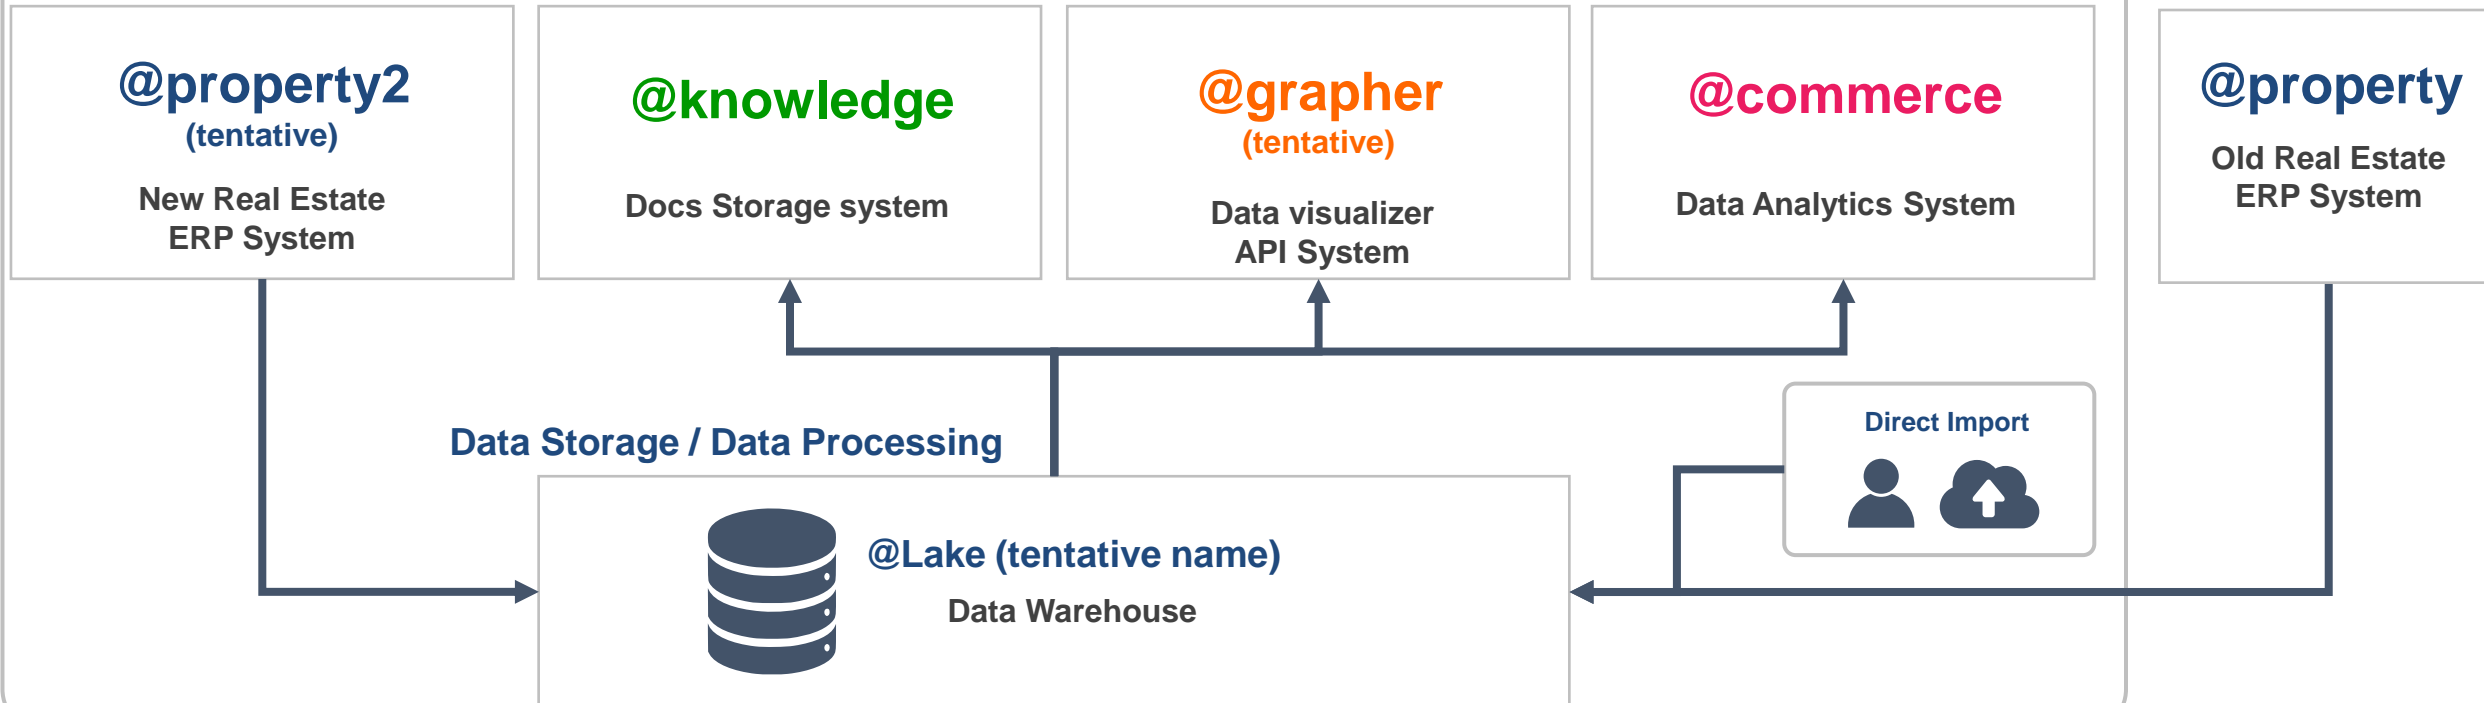 @property2
(tentative)
New Real Estate
ERP System
@knowledge
Docs Storage system
@grapher
(tentative)
Data visualizer
API System
@commerce
Data Analytics System
@property
Old Real Estate
ERP System
Direct Import
Data Storage / Data Processing
@Lake (tentative name)
Data Warehouse